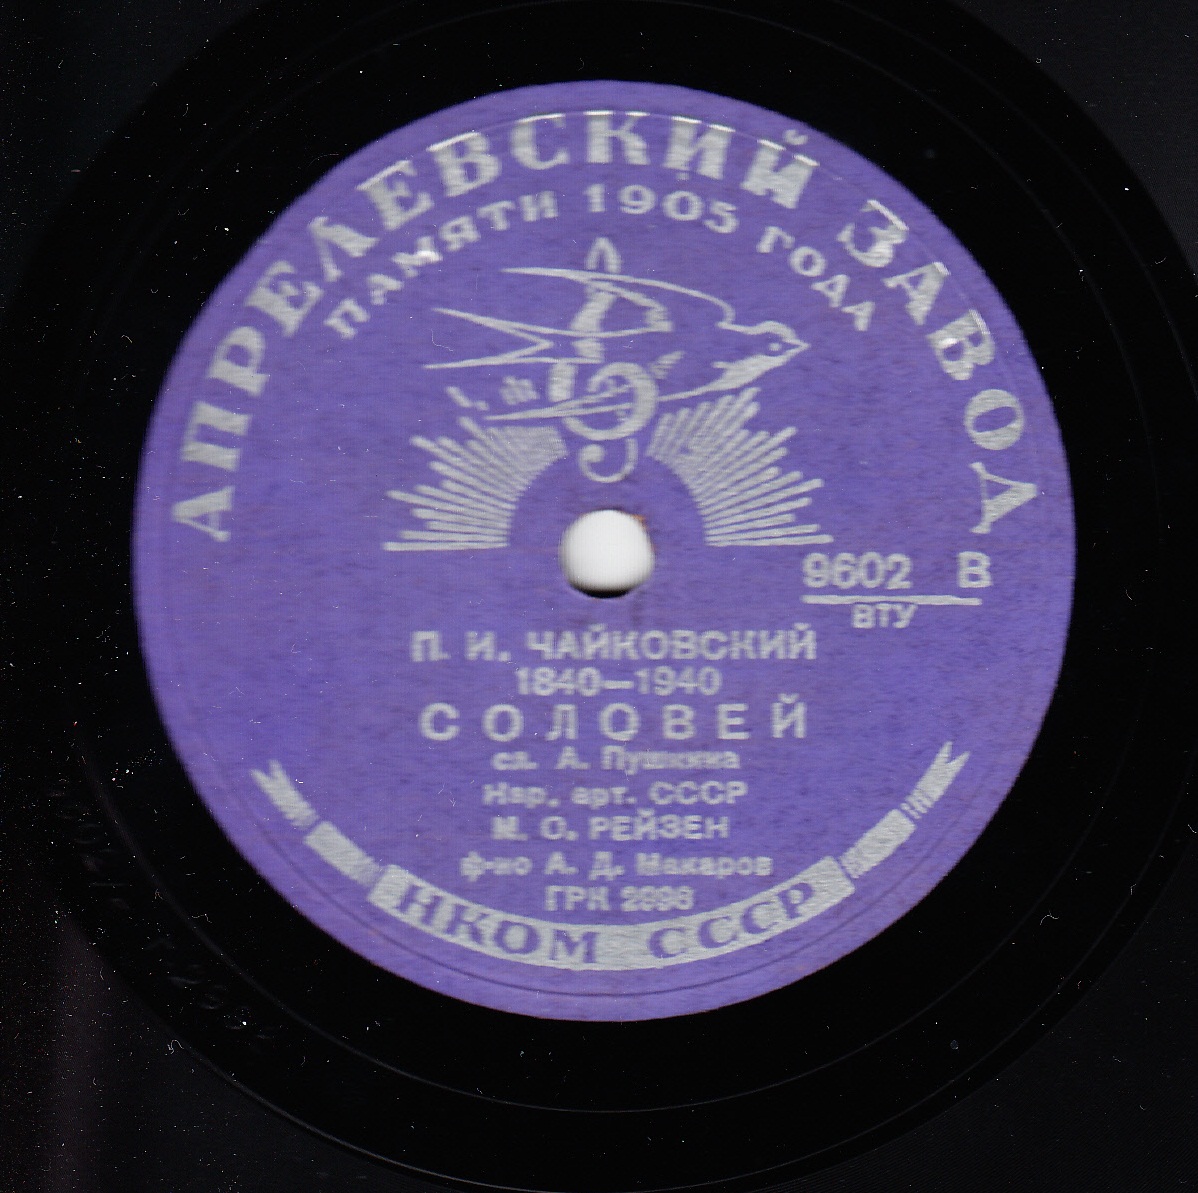 АПРЕЛЕВСКИЙ ЗАВОД
ПАМЯТИ 1905 ГОДА
9602 В
ВТУ
П. И. ЧАЙКОВСКИЙ
1840—1940
СОЛОВЕЙ
сл. А. Пушкина
Нар. арт. СССР
М. О. РЕЙЗЕН
ф-но А. Д. Макаров
ГРК
НКОМ СССР